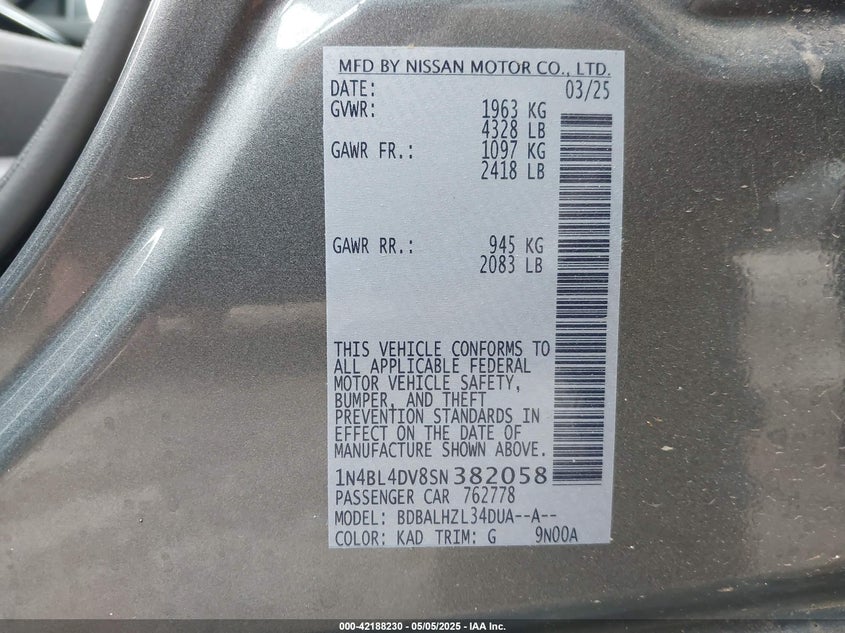 MFD BY NISSAN MOTOR CO., LTD.
DATE: 03/25
GVWR: 1963 KG
4328 LB
GAWR FR.: 1097 KG
2418 LB
GAWR RR.: 945 KG
2083 LB
THIS VEHICLE CONFORMS TO
ALL APPLICABLE FEDERAL
MOTOR VEHICLE SAFETY,
BUMPER, AND THEFT
PREVENTION STANDARDS IN
EFFECT ON THE DATE OF
MANUFACTURE SHOWN ABOVE.
1N4BL4DV8SN382058
PASSENGER CAR 762778
MODEL: BDBALHZL34DUA--A--
COLOR: KAD TRIM: G 9N00A
000-42188230 - 05/05/2025 - IAA Inc.